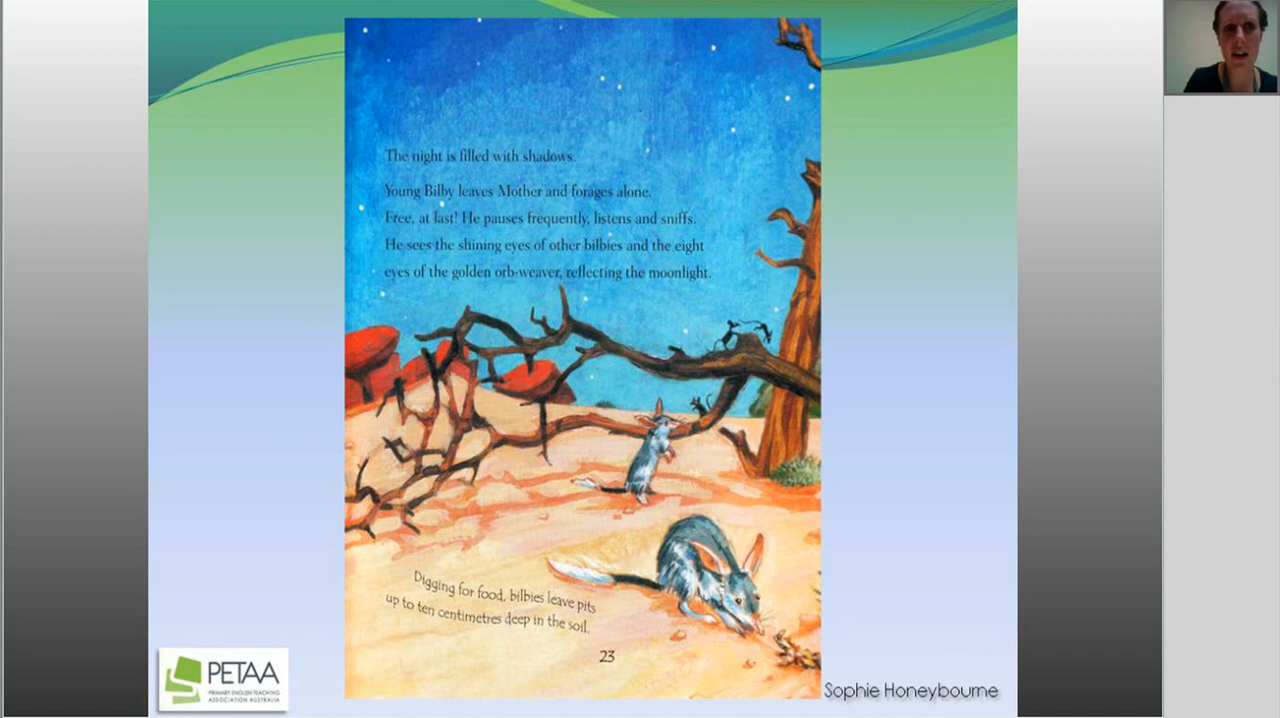 The night is filled with shadows.
Young Bilby leaves Mother and forages alone.
Free, at last! He pauses frequently, listens and sniffs.
He sees the shining eyes of other bilbies and the eight
eyes of the golden orb-weaver, reflecting the moonlight.
Digging for food, bilbies leave pits
up to ten centimetres deep in the soil.
23
PETAA
PRIMARY ENGLISH TEACHING
ASSOCIATION AUSTRALIA
Sophie Honeybourne